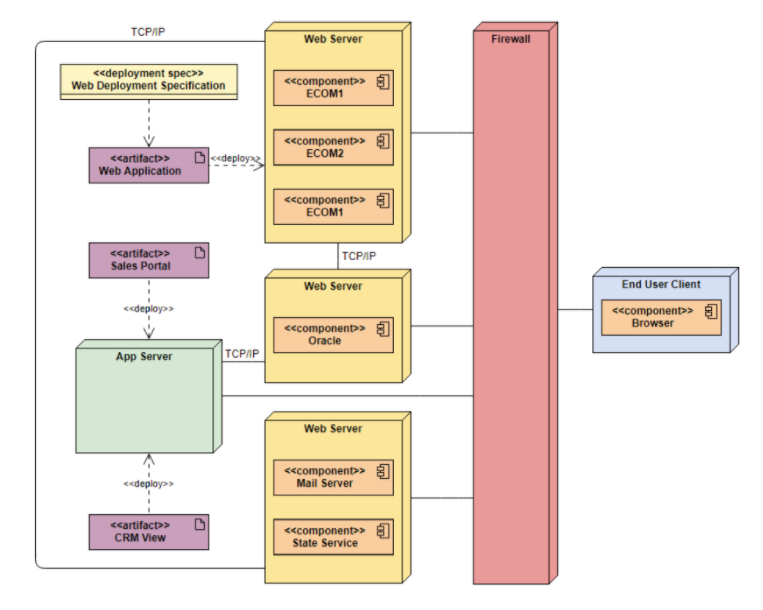 TCP/IP
Web Server
Firewall
<<deployment spec>>
Web Deployment Specification
<<component>>
ECOM1
<<component>>
ECOM2
<<artifact>>
Web Application
<<deploy>>
<<component>>
ECOM1
<<artifact>>
Sales Portal
TCP/IP
Web Server
End User Client
<<component>>
Browser
<<deploy>>
<<component>>
Oracle
App Server
TCP/IP
Web Server
<<component>>
Mail Server
<<deploy>>
<<artifact>>
CRM View
<<component>>
State Service